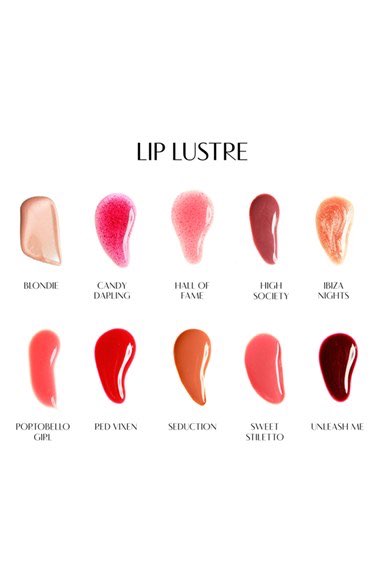 LIP LUSTRE
BLONDIE
CANDY
DARLING
HALL OF
FAME
HIGH
SOCIETY
IBIZA
NIGHTS
PORTOBELLO
GIRL
RED VIXEN
SEDUCTION
SWEET
STILETTO
UNLEASH ME